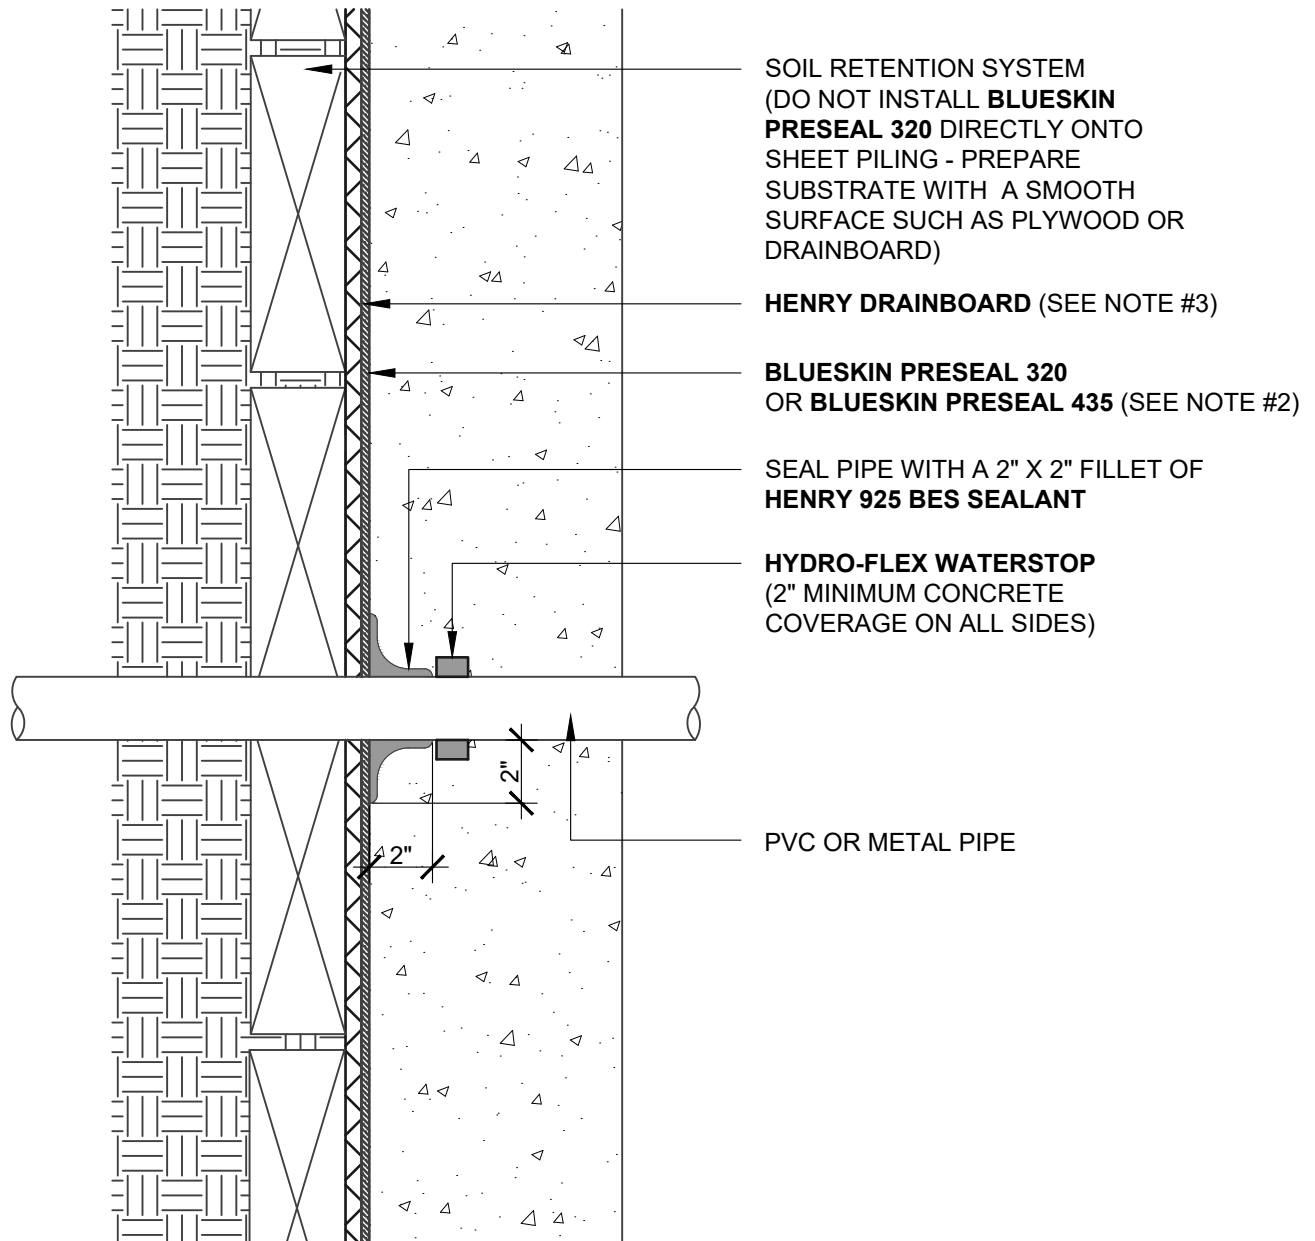 SOIL RETENTION SYSTEM
(DO NOT INSTALL BLUESKIN
PRESEAL 320 DIRECTLY ONTO
SHEET PILING - PREPARE
SUBSTRATE WITH A SMOOTH
SURFACE SUCH AS PLYWOOD OR
DRAINBOARD)
HENRY DRAINBOARD (SEE NOTE #3)
BLUESKIN PRESEAL 320
OR BLUESKIN PRESEAL 435 (SEE NOTE #2)
SEAL PIPE WITH A 2" X 2" FILLET OF
HENRY 925 BES SEALANT
HYDRO-FLEX WATERSTOP
(2" MINIMUM CONCRETE
COVERAGE ON ALL SIDES)
2"
2"
PVC OR METAL PIPE